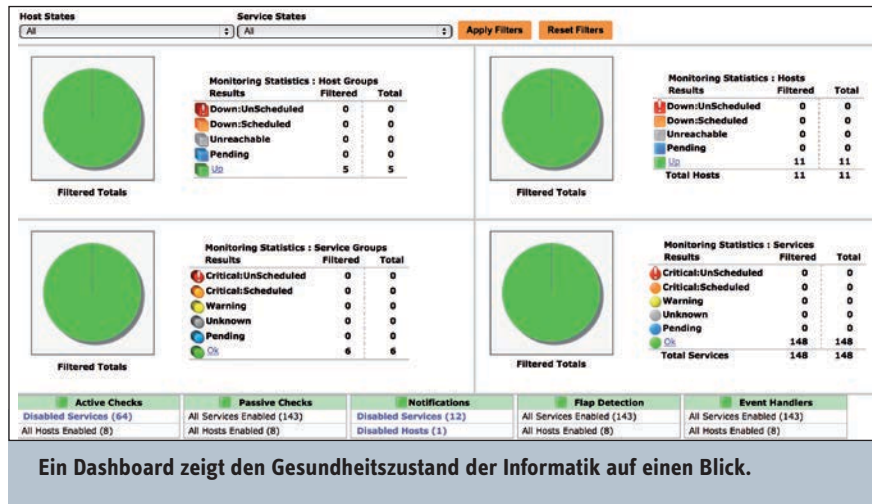 Host States Service States
All All Apply Filters Reset Filters
Monitoring Statistics : Host Groups
Results Filtered Total
Down:UnScheduled 0 0
Down:Scheduled 0 0
Unreachable 0 0
Pending 0 0
Up 5 5
Filtered Totals
Monitoring Statistics : Hosts
Results Filtered Total
Down:UnScheduled 0 0
Down:Scheduled 0 0
Unreachable 0 0
Pending 0 0
Up 11 11
Total Hosts 11 11
Filtered Totals
Monitoring Statistics : Service Groups
Results Filtered Total
Critical:UnScheduled 0 0
Critical:Scheduled 0 0
Warning 0 0
Unknown 0 0
Pending 0 0
Ok 6 6
Filtered Totals
Monitoring Statistics : Services
Results Filtered Total
Critical:UnScheduled 0 0
Critical:Scheduled 0 0
Warning 0 0
Unknown 0 0
Pending 0 0
Ok 148 148
Total Services 148 148
Filtered Totals
Active Checks Passive Checks Notifications Flap Detection Event Handlers
Disabled Services (64) All Services Enabled (143) Disabled Services (12) All Services Enabled (143) All Services Enabled (143)
All Hosts Enabled (8) All Hosts Enabled (8) Disabled Hosts (1) All Hosts Enabled (8) All Hosts Enabled (8)
Ein Dashboard zeigt den Gesundheitszustand der Informatik auf einen Blick.